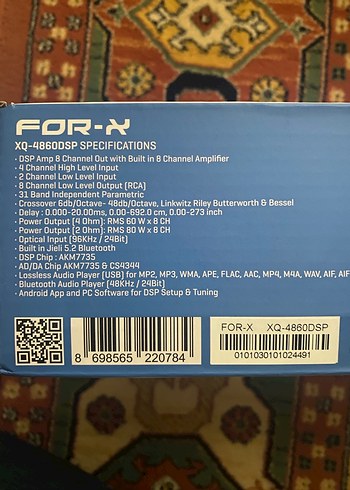 FOR-X
XQ-4860DSP SPECIFICATIONS
· DSP Amp 8 Channel Out with Built in 8 Channel Amplifier
· 4 Channel High Level Input
· 2 Channel Low Level Input
· 8 Channel Low Level Output (RCA)
· 31 Band Independent Parametric
· Crossover 6db/Octave- 48db/Octave, Linkwitz Riley Butterworth & Bessel
· Delay : 0.000-20.00ms, 0.00-692.0 cm, 0.00-273 inch
· Power Output (4 Ohm): RMS 60 W x 8 CH
· Power Output (2 Ohm): RMS 80 W x 8 CH
· Optical Input (96KHz / 24Bit)
· Built in Jieli 5.2 Bluetooth
· DSP Chip : AKM7735
· AD/DA Chip AKM7735 & CS4344
· Lossless Audio Player (USB) for MP2, MP3, WMA, APE, FLAC, AAC, MP4, M4A, WAV, AIF, AIF
· Bluetooth Audio Player (48KHz / 24Bit)
· Android App and PC Software for DSP Setup & Tuning
8 698565 220784
FOR-X XQ-4860DSP
0101030101024491